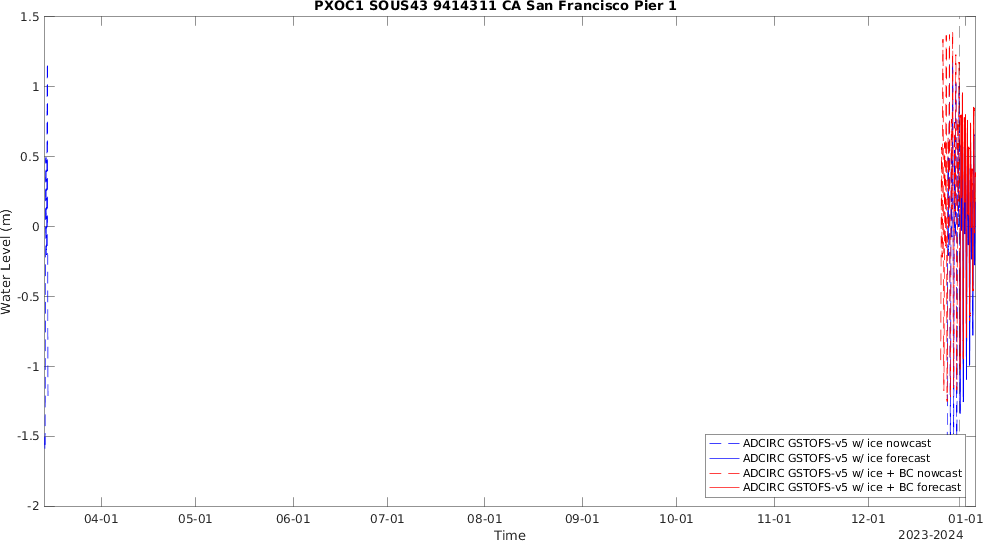 PXOC1 SOUS43 9414311 CA San Francisco Pier 1
1.5
1
0.5
0
-0.5
-1
-1.5
-2
Water Level (m)
ADCIRC GSTOFS-v5 w/ ice nowcast
ADCIRC GSTOFS-v5 w/ ice forecast
ADCIRC GSTOFS-v5 w/ ice + BC nowcast
ADCIRC GSTOFS-v5 w/ ice + BC forecast
04-01 05-01 06-01 07-01 08-01 09-01 10-01 11-01 12-01 01-01
Time
2023-2024